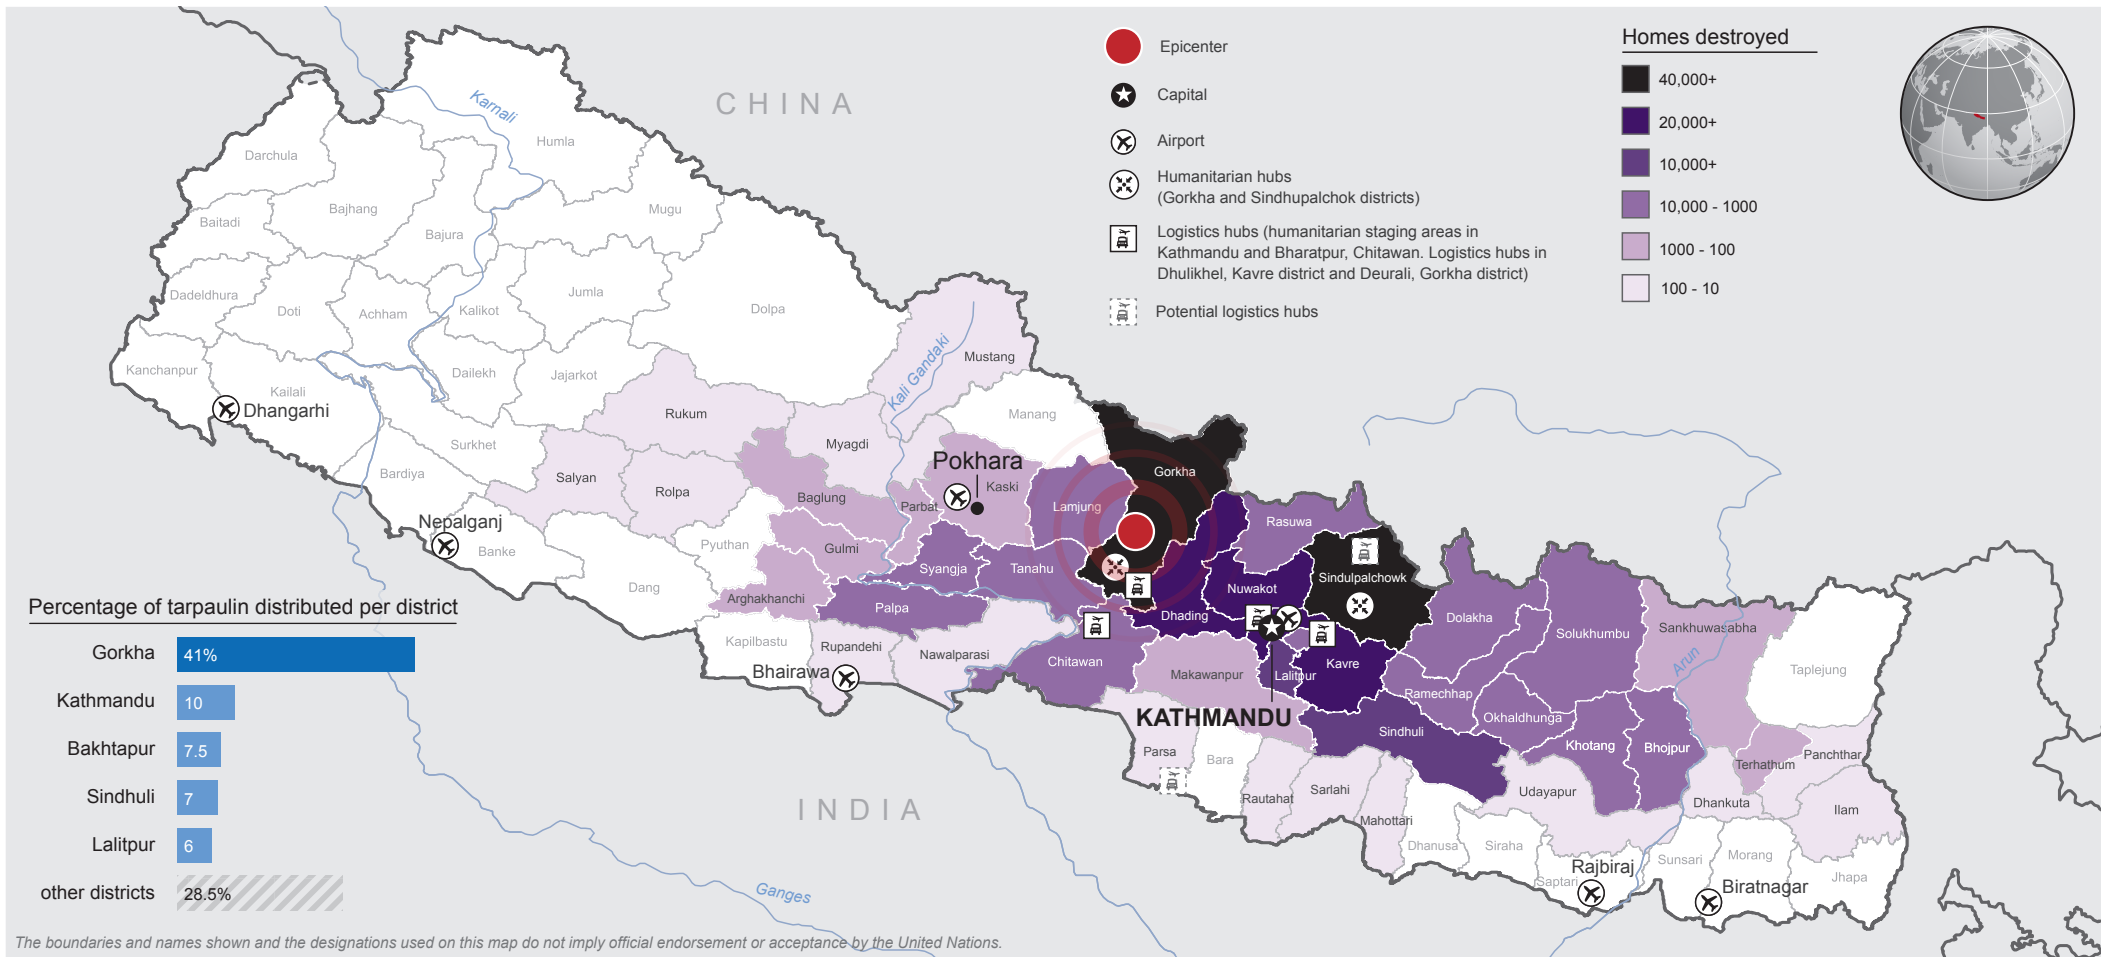 CHINA
INDIA
Epicenter
Capital
Airport
Humanitarian hubs
(Gorkha and Sindhupalchok districts)
Logistics hubs (humanitarian staging areas in
Kathmandu and Bharatpur, Chitawan. Logistics hubs in
Dhulikhel, Kavre district and Deurali, Gorkha district)
Potential logistics hubs
Homes destroyed
40,000+
20,000+
10,000+
10,000 - 1000
1000 - 100
100 - 10
Karnali
Humla
Darchula
Bajhang
Mugu
Baitadi
Bajura
Dadeldhura
Doti
Achham
Kalikot
Jumla
Dolpa
Kanchanpur
Kailali
Dailekh
Jajarkot
Dhangarhi
Kali Gandaki
Mustang
Rukum
Manang
Surkhet
Myagdi
Bardiya
Salyan
Rolpa
Baglung
Parbat
Pokhara
Kaski
Lamjung
Gorkha
Nepalganj
Banke
Pyuthan
Gulmi
Syangja
Tanahu
Rasuwa
Dang
Arghakhanchi
Palpa
Nuwakot
Sindulpalchowk
Dhading
Dolakha
Solukhumbu
Sankhuwasabha
Kapilbastu
Rupandehi
Nawalparasi
Chitawan
Makawanpur
Lalitpur
Kavre
Arun
Taplejung
Bhairawa
Ramechhap
KATHMANDU
Okhaldhunga
Sindhuli
Khotang
Bhojpur
Parsa
Bara
Terhathum
Panchthar
Rautahat
Sarlahi
Udayapur
Dhankuta
Ilam
Mahottari
Dhanusa
Siraha
Rajbiraj
Saptari
Sunsari
Morang
Jhapa
Biratnagar
Ganges
Percentage of tarpaulin distributed per district
Gorkha 41%
Kathmandu 10
Bakhtapur 7.5
Sindhuli 7
Lalitpur 6
other districts 28.5%
The boundaries and names shown and the designations used on this map do not imply official endorsement or acceptance by the United Nations.